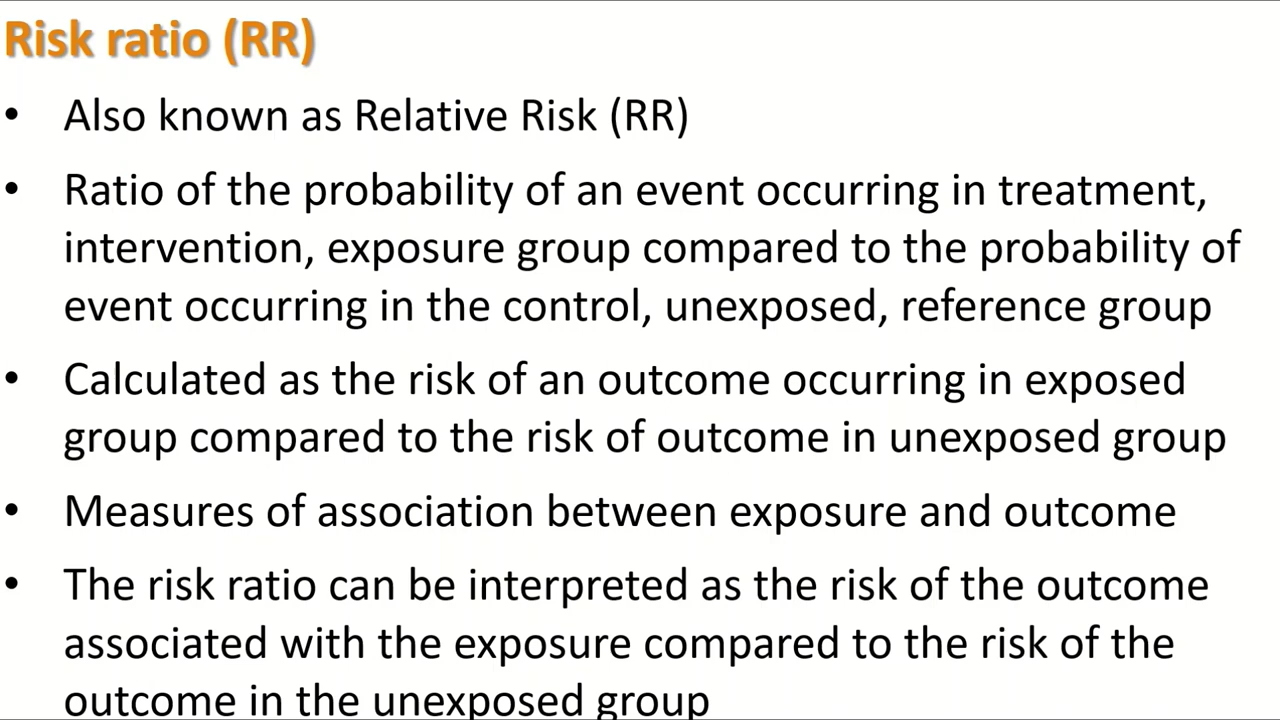 Risk ratio (RR)
• Also known as Relative Risk (RR)
• Ratio of the probability of an event occurring in treatment,
intervention, exposure group compared to the probability of
event occurring in the control, unexposed, reference group
• Calculated as the risk of an outcome occurring in exposed
group compared to the risk of outcome in unexposed group
• Measures of association between exposure and outcome
• The risk ratio can be interpreted as the risk of the outcome
associated with the exposure compared to the risk of the
outcome in the unexposed group